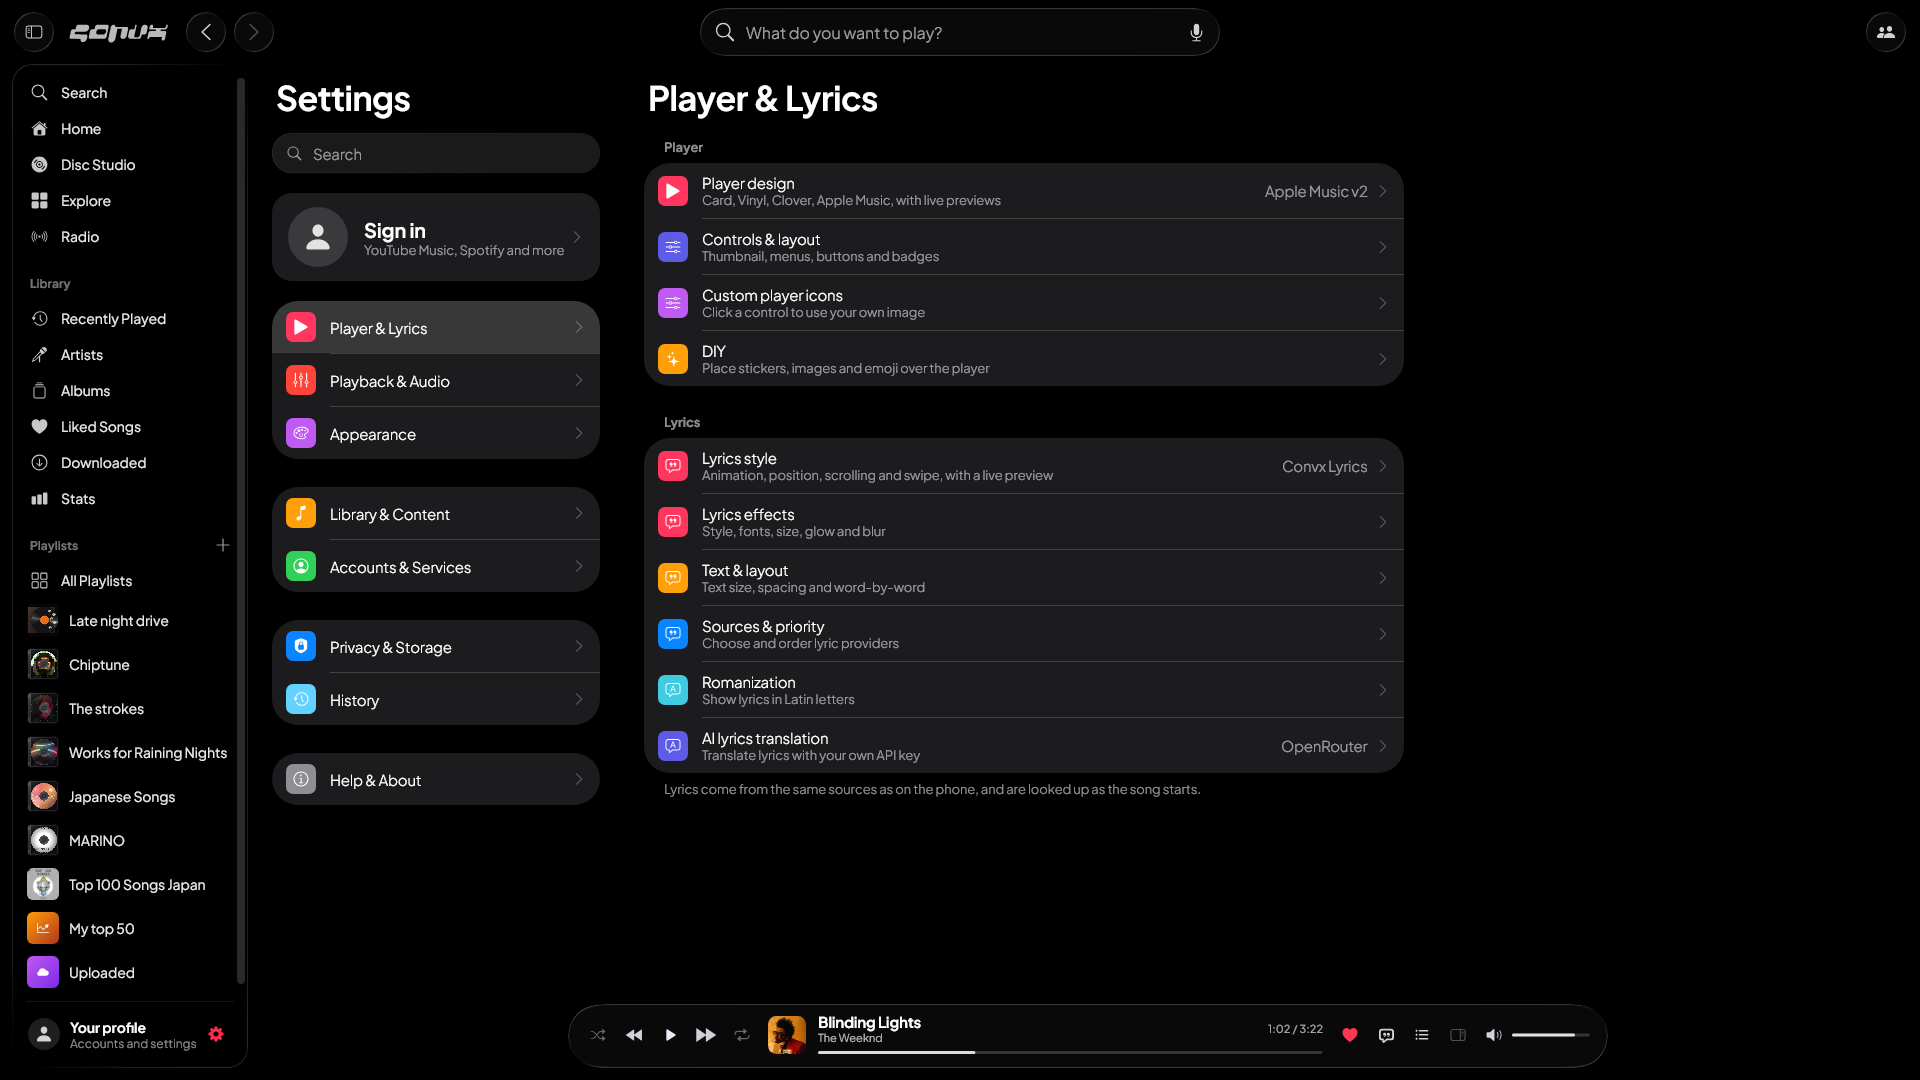 convx
What do you want to play?
Search
Home
Disc Studio
Explore
Radio
Library
Recently Played
Artists
Albums
Liked Songs
Downloaded
Stats
Playlists
All Playlists
Late night drive
Chiptune
The strokes
Works for Raining Nights
Japanese Songs
MARINO
Top 100 Songs Japan
My top 50
Uploaded
Your profile
Accounts and settings
Settings
Search
Sign in
YouTube Music, Spotify and more
Player & Lyrics
Playback & Audio
Appearance
Library & Content
Accounts & Services
Privacy & Storage
History
Help & About
Player & Lyrics
Player
Player design
Card, Vinyl, Clover, Apple Music, with live previews
Apple Music v2
Controls & layout
Thumbnail, menus, buttons and badges
Custom player icons
Click a control to use your own image
DIY
Place stickers, images and emoji over the player
Lyrics
Lyrics style
Animation, position, scrolling and swipe, with a live preview
Convx Lyrics
Lyrics effects
Style, fonts, size, glow and blur
Text & layout
Text size, spacing and word-by-word
Sources & priority
Choose and order lyric providers
Romanization
Show lyrics in Latin letters
AI lyrics translation
Translate lyrics with your own API key
OpenRouter
Lyrics come from the same sources as on the phone, and are looked up as the song starts.
Blinding Lights
The Weeknd
1:02 / 3:22